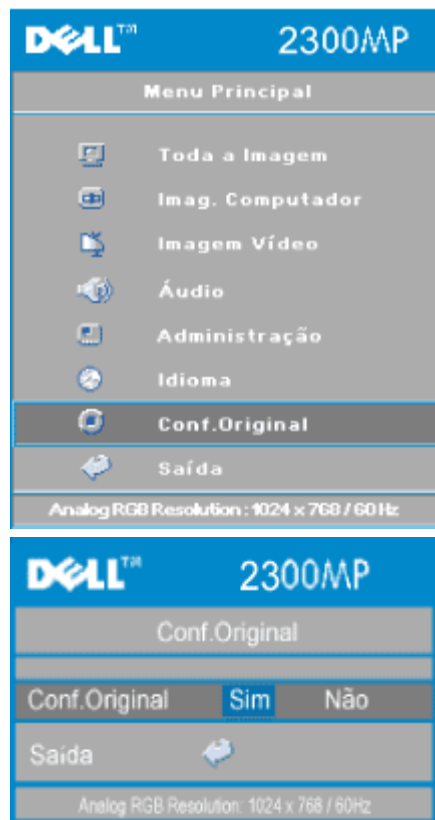 DELL™ 2300MP
Menu Principal
Toda a Imagem
Imag. Computador
Imagem Vídeo
Áudio
Administração
Idioma
Conf.Original
Saída
Analog RGB Resolution : 1024 x 768 / 60 Hz
DELL™ 2300MP
Conf.Original
Conf.Original Sim Não
Saída
Analog RGB Resolution: 1024 x 768 / 60Hz